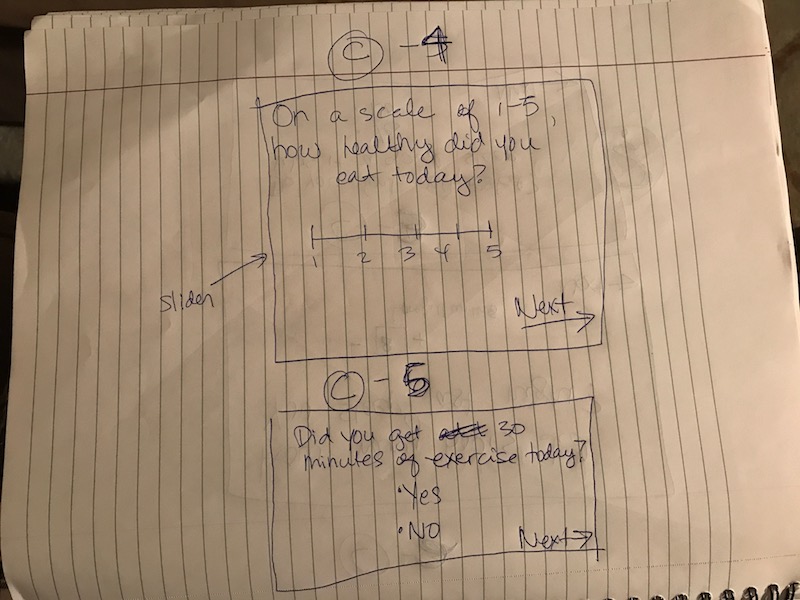 C - 4
On a scale of 1-5,
how healthy did you
eat today?
1 2 3 4 5
Slider
Next
C - 5
Did you get 30
minutes of exercise today?
• Yes
• No
Next